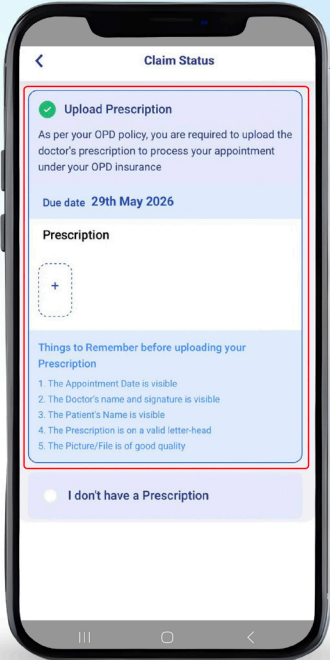 Claim Status
Upload Prescription
As per your OPD policy, you are required to upload the
doctor's prescription to process your appointment
under your OPD insurance
Due date 29th May 2026
Prescription
+
Things to Remember before uploading your
Prescription
1. The Appointment Date is visible
2. The Doctor's name and signature is visible
3. The Patient's Name is visible
4. The Prescription is on a valid letter-head
5. The Picture/File is of good quality
I don't have a Prescription